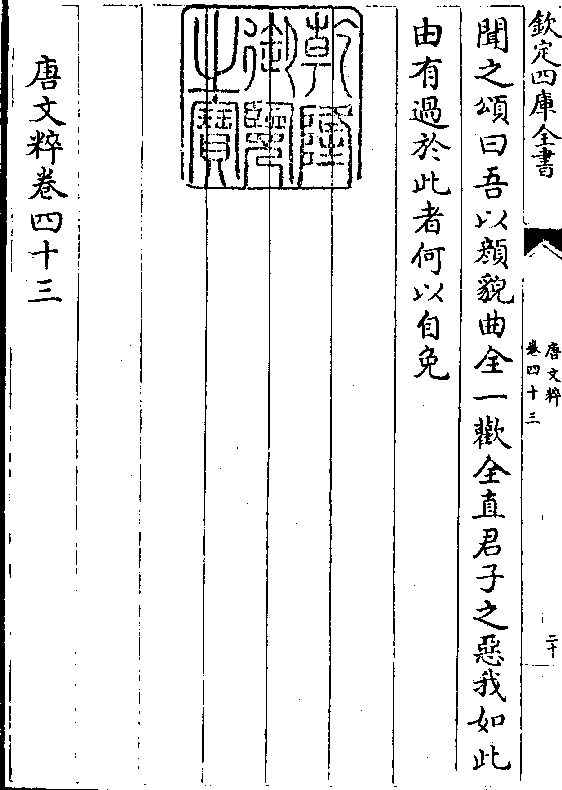 欽定四庫全書
唐文粹
卷四十三
二十
聞之頌曰吾以顔貌曲全一歡全直君子之惡我如此
由有過於此者何以自免
乾隆
御覽
之寶
唐文粹卷四十三